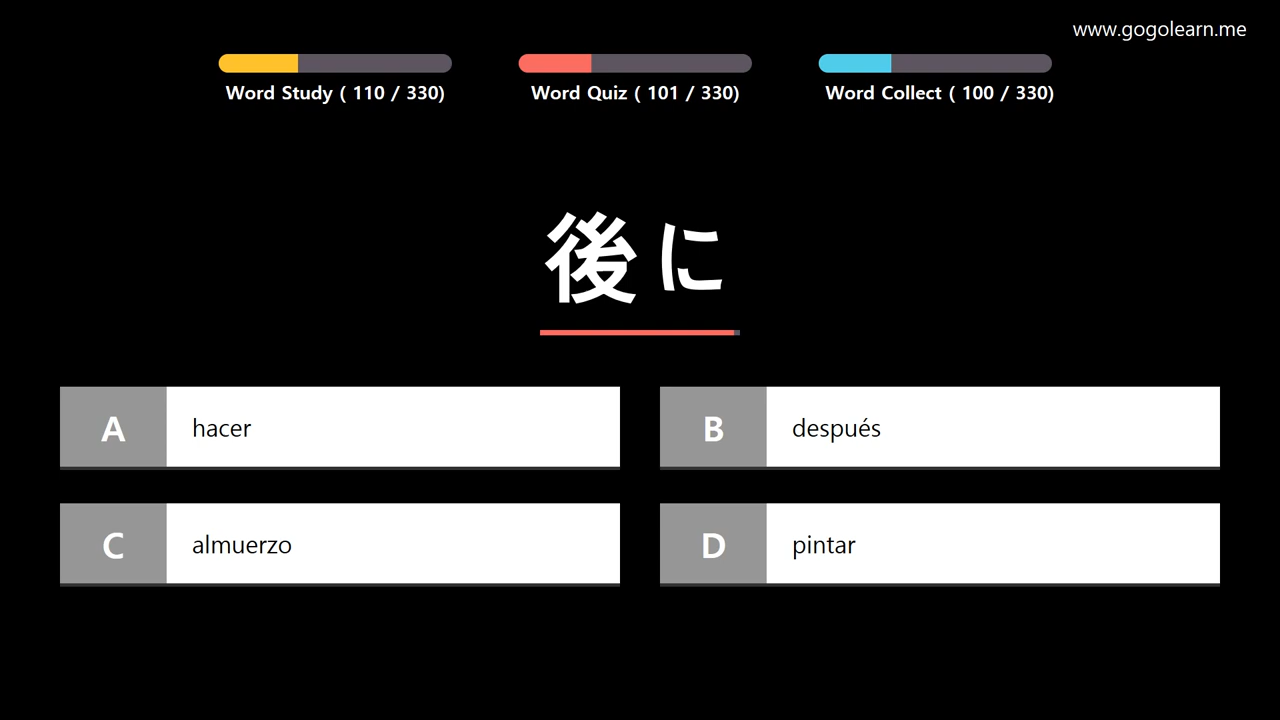 www.gogolearn.me
Word Study ( 110 / 330)
Word Quiz ( 101 / 330)
Word Collect ( 100 / 330)
後に
A hacer
B después
C almuerzo
D pintar